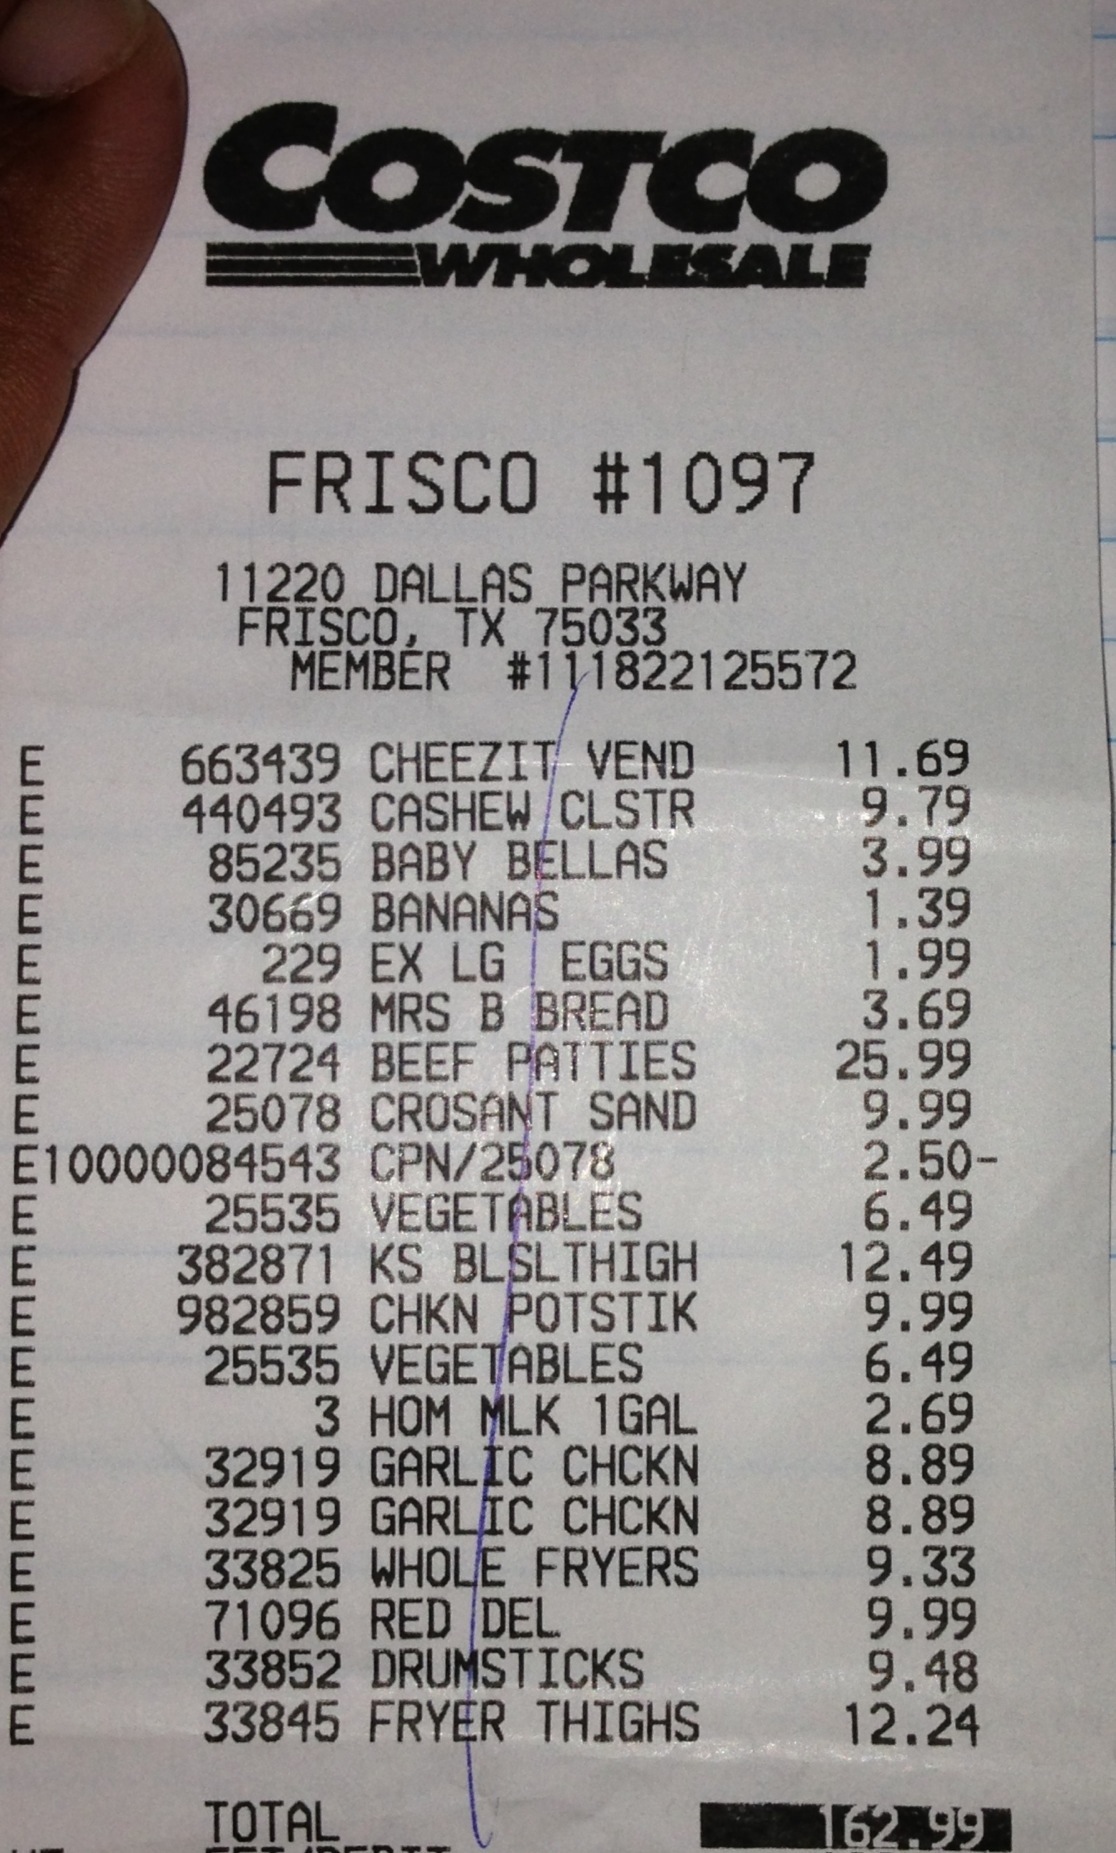 COSTCO
WHOLESALE
FRISCO #1097
11220 DALLAS PARKWAY
FRISCO, TX 75033
MEMBER #111822125572
E 663439 CHEEZIT VEND 11.69
E 440493 CASHEW CLSTR 9.79
E 85235 BABY BELLAS 3.99
E 30669 BANANAS 1.39
E 229 EX LG EGGS 1.99
E 46198 MRS B BREAD 3.69
E 22724 BEEF PATTIES 25.99
E 25078 CROSANT SAND 9.99
E10000084543 CPN/25078 2.50-
E 25535 VEGETABLES 6.49
E 382871 KS BLSLTHIGH 12.49
E 982859 CHKN POTSTIK 9.99
E 25535 VEGETABLES 6.49
E 3 HOM MLK 1GAL 2.69
E 32919 GARLIC CHCKN 8.89
E 32919 GARLIC CHCKN 8.89
E 33825 WHOLE FRYERS 9.33
E 71096 RED DEL 9.99
E 33852 DRUMSTICKS 9.48
E 33845 FRYER THIGHS 12.24
TOTAL 162.99